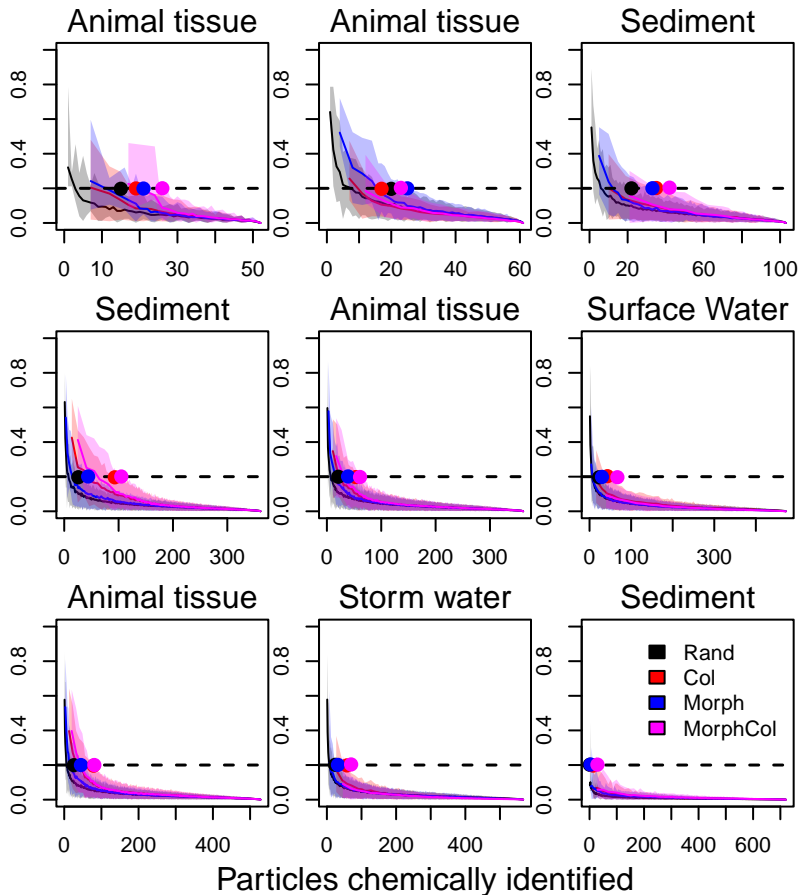 Animal tissue Animal tissue Sediment
0.8
0.4
0.0
0 10 30 50
0.8
0.4
0.0
0 20 40 60
0.8
0.4
0.0
0 20 60 100
Sediment Animal tissue Surface Water
0.8
0.4
0.0
0 100 200 300
0.8
0.4
0.0
0 100 200 300
0.8
0.4
0.0
0 100 300
Animal tissue Storm water Sediment
0.8
0.4
0.0
0 200 400
0.8
0.4
0.0
0 200 400
0.8
0.4
0.0
0 200 400 600
Rand
Col
Morph
MorphCol
Particles chemically identified